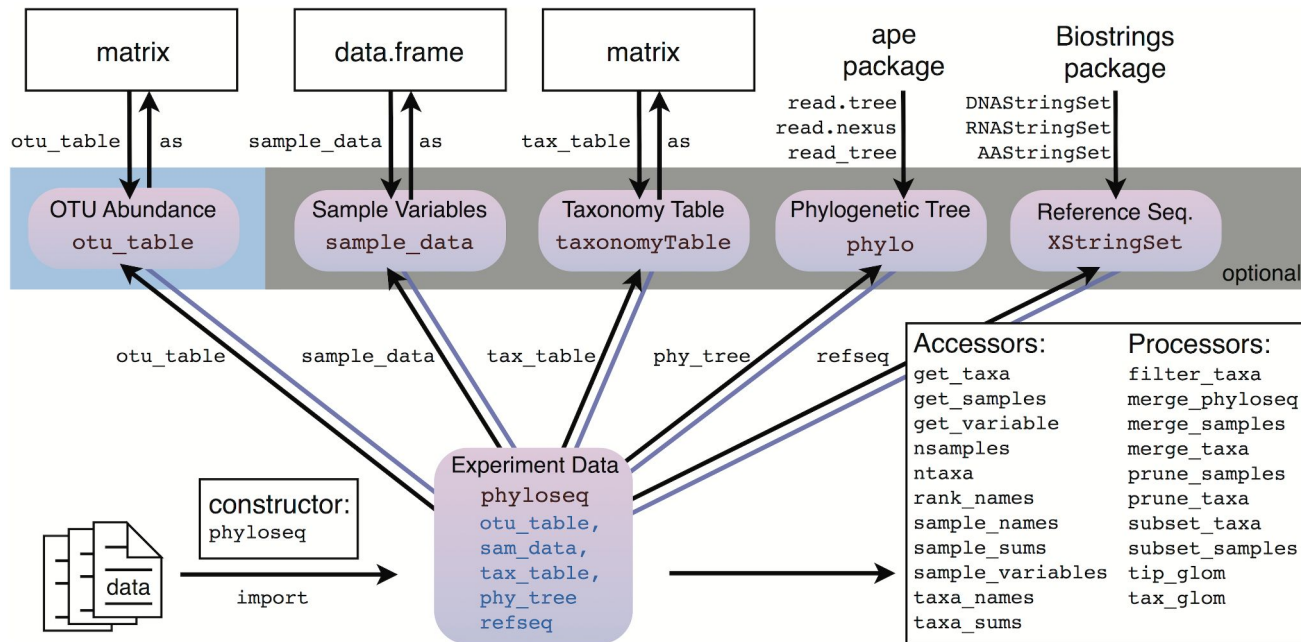 matrix
data.frame
matrix
ape
package
Biostrings
package
read.tree
read.nexus
read_tree
DNAStringSet
RNAStringSet
AAStringSet
otu_table
as
sample_data
as
tax_table
as
OTU Abundance
otu_table
Sample Variables
sample_data
Taxonomy Table
taxonomyTable
Phylogenetic Tree
phylo
Reference Seq.
XStringSet
optional
otu_table
sample_data
tax_table
phy_tree
refseq
Experiment Data
phyloseq
otu_table,
sam_data,
tax_table,
phy_tree
refseq
constructor:
phyloseq
data
import
Accessors:
get_taxa
get_samples
get_variable
nsamples
ntaxa
rank_names
sample_names
sample_sums
sample_variables
taxa_names
taxa_sums
Processors:
filter_taxa
merge_phyloseq
merge_samples
merge_taxa
prune_samples
prune_taxa
subset_taxa
subset_samples
tip_glom
tax_glom